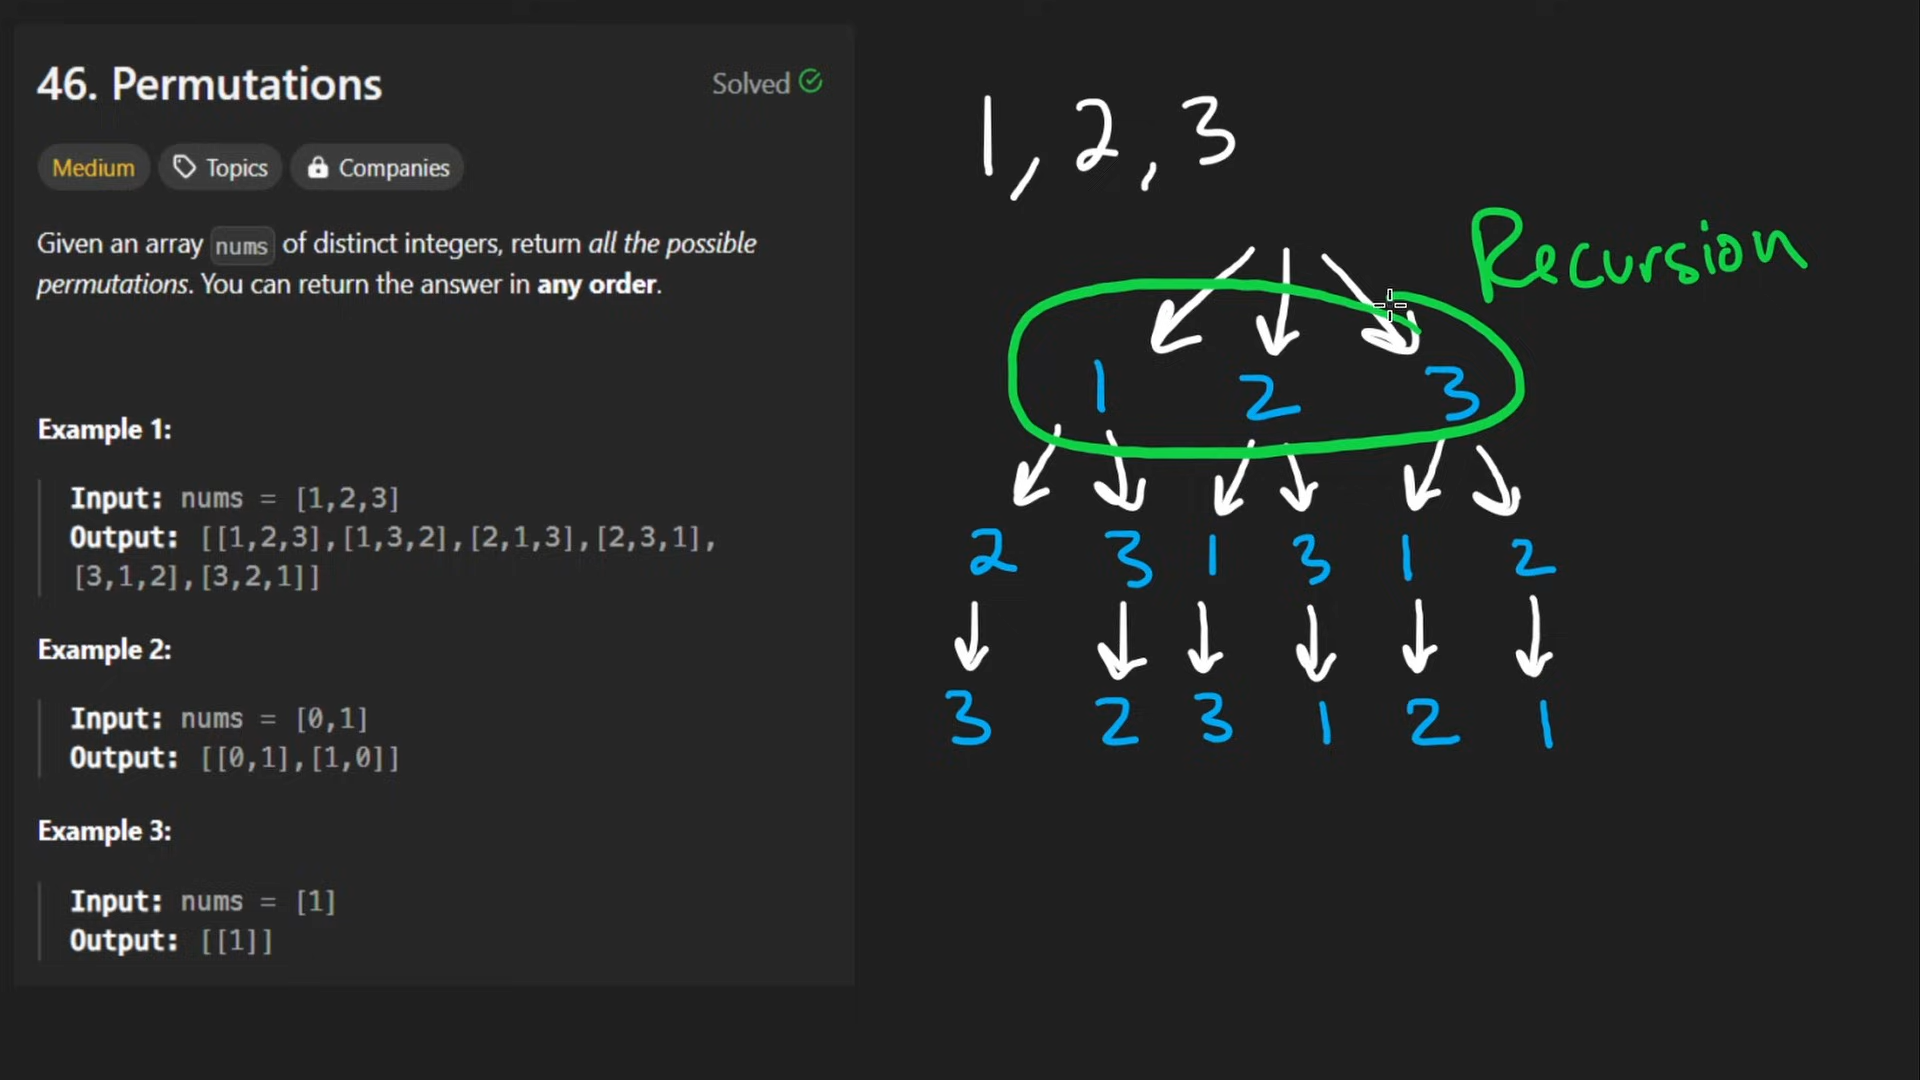 46. Permutations
Solved
Medium
Topics
Companies
Given an array nums of distinct integers, return all the possible
permutations. You can return the answer in any order.
Example 1:
Input: nums = [1,2,3]
Output: [[1,2,3],[1,3,2],[2,1,3],[2,3,1],
[3,1,2],[3,2,1]]
Example 2:
Input: nums = [0,1]
Output: [[0,1],[1,0]]
Example 3:
Input: nums = [1]
Output: [[1]]
1, 2, 3
Recursion
1 2 3
2 3 1 3 1 2
3 2 3 1 2 1